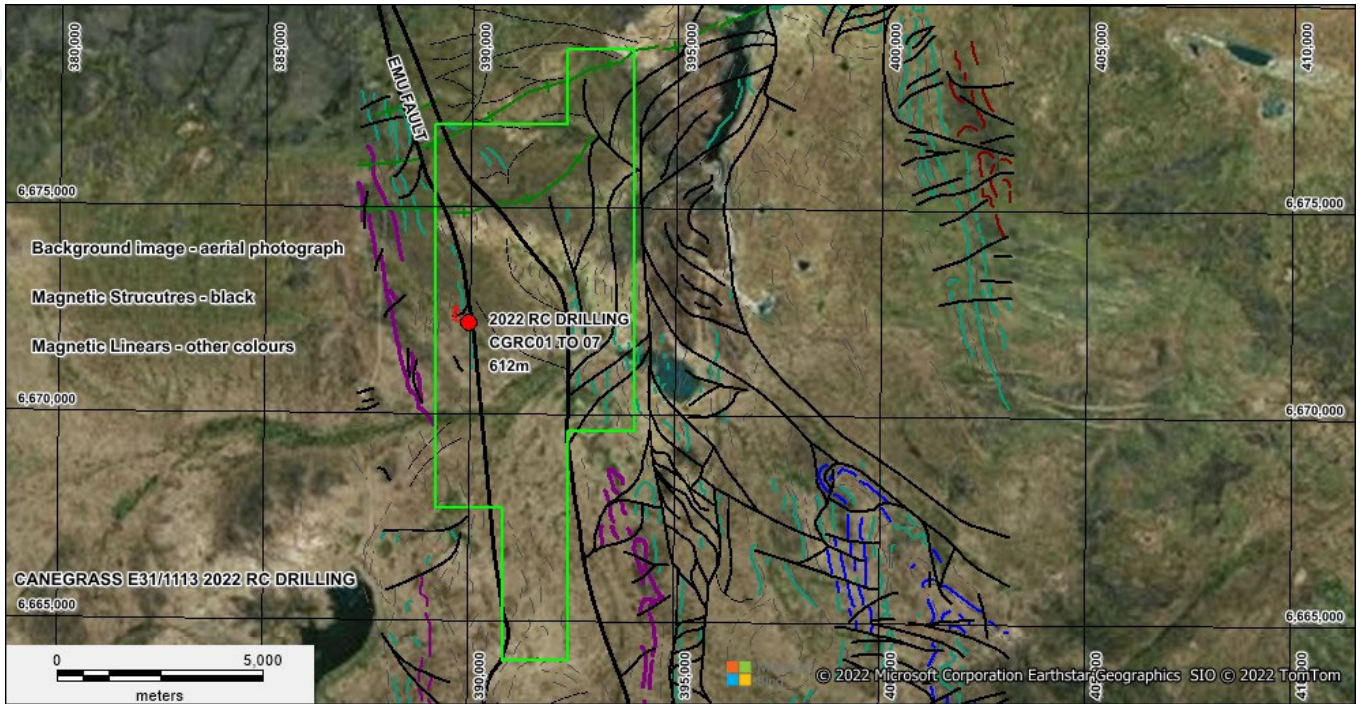 380,000
385,000
390,000
395,000
400,000
405,000
410,000
EMU FAULT
6,675,000
6,675,000
Background image - aerial photograph
Magnetic Strucutres - black
Magnetic Linears - other colours
2022 RC DRILLING
CGRC01 TO 07
612m
6,670,000
6,670,000
CANEGRASS E31/1113 2022 RC DRILLING
6,665,000
6,665,000
0 5,000
meters
390,000
395,000
© 2022 Microsoft Corporation Earthstar Geographics SIO © 2022 TomTom